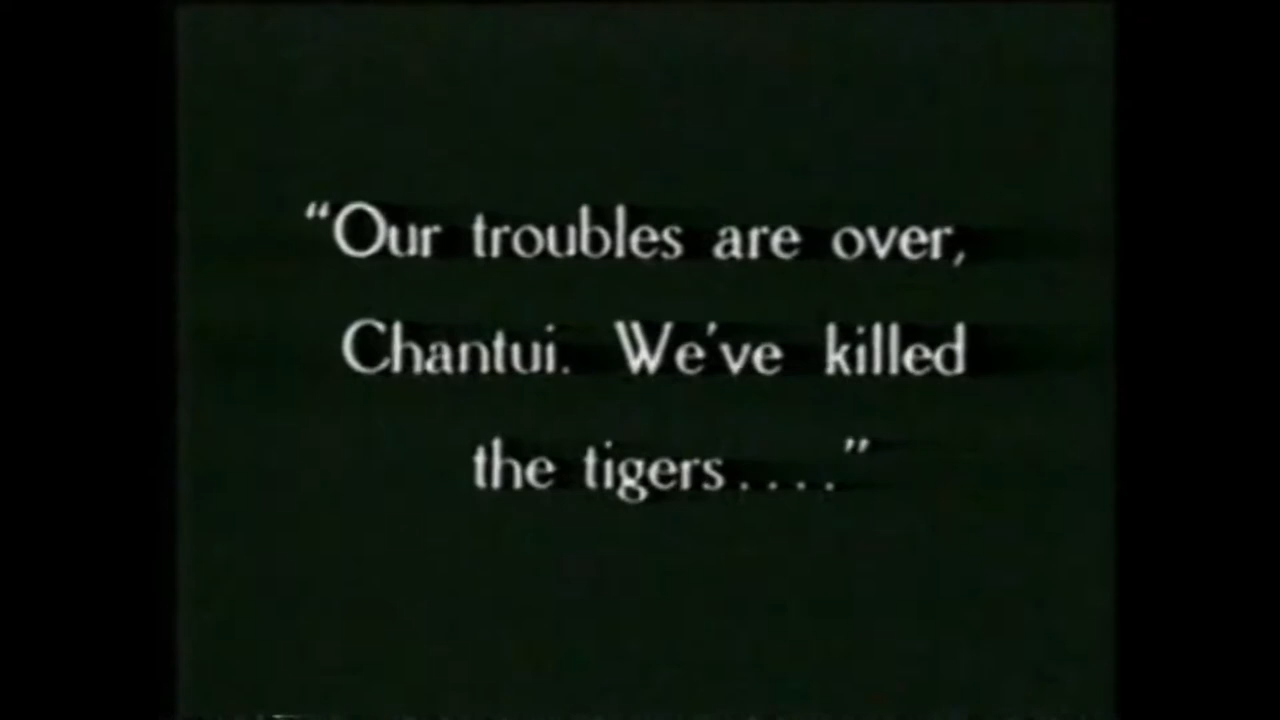 “Our troubles are over,
Chantui. We've killed
the tigers....”